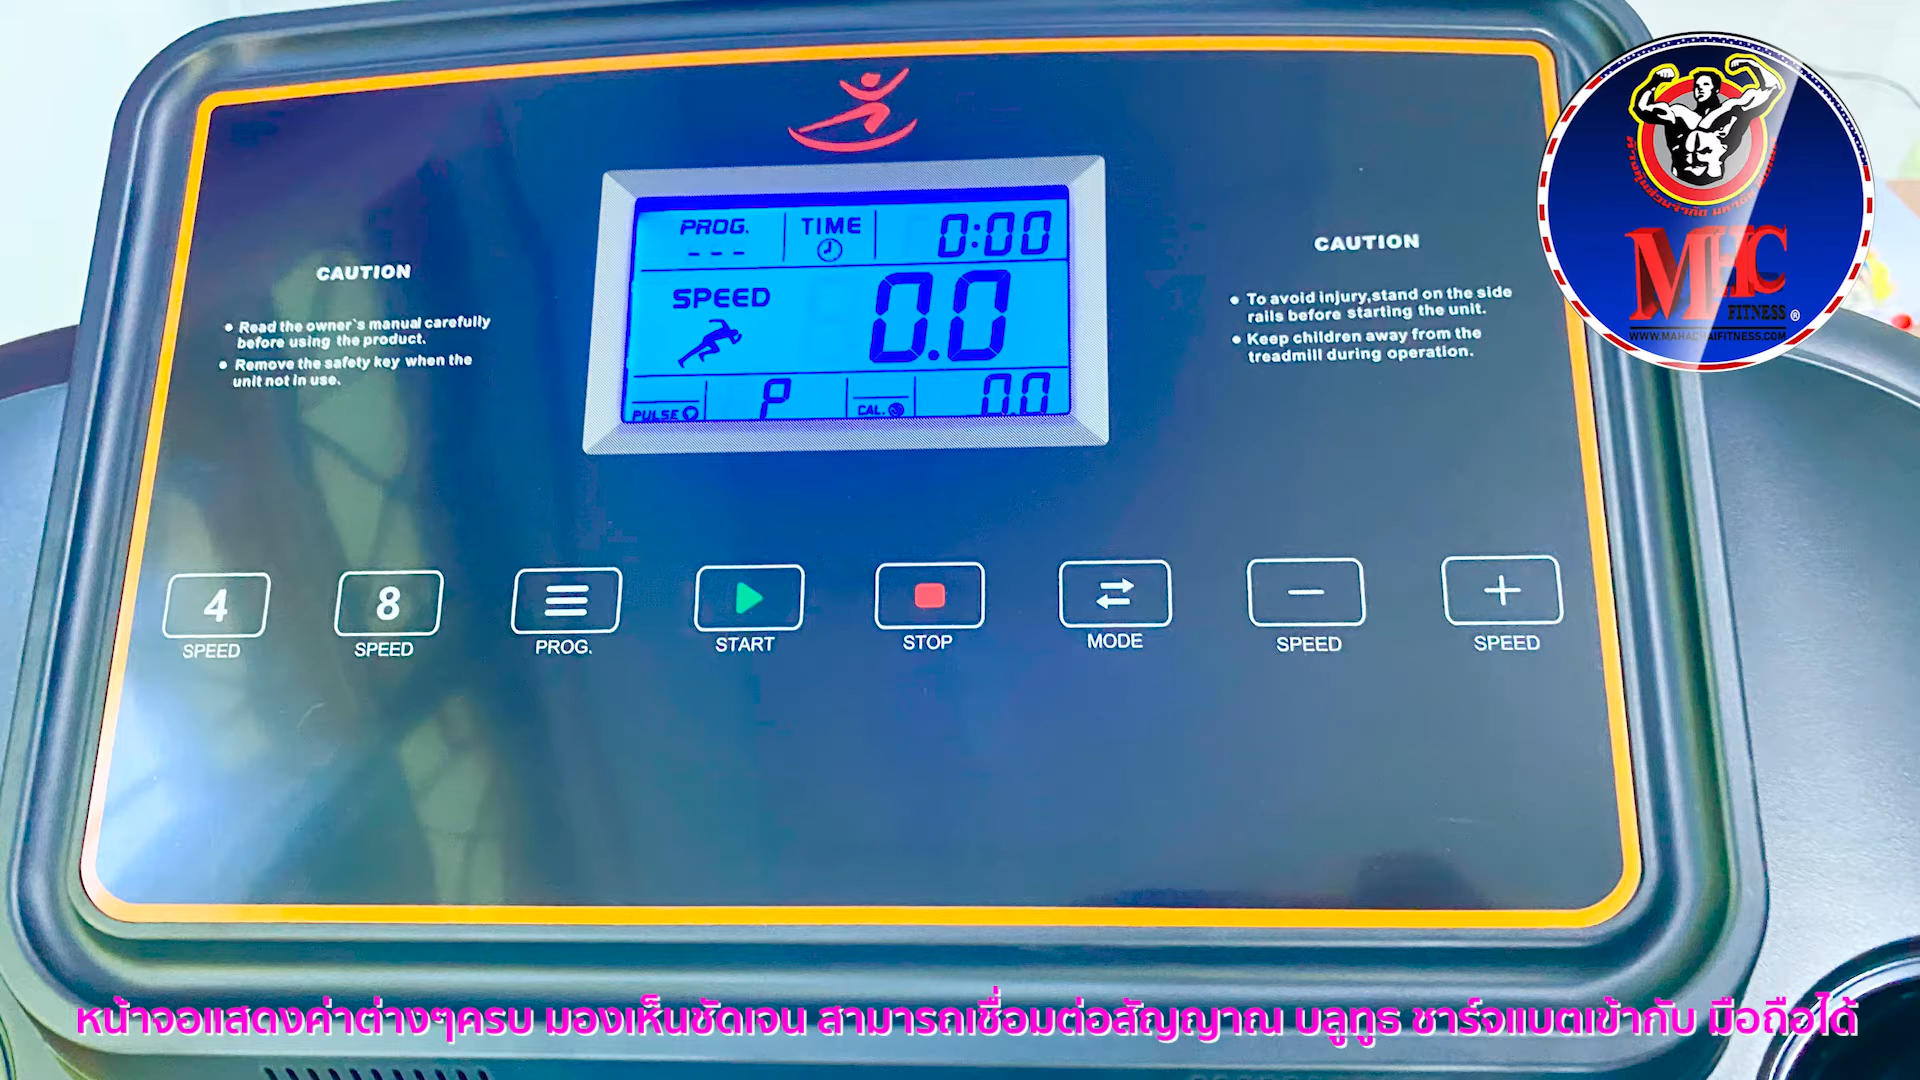 CAUTION
• Read the owner`s manual carefully
before using the product.
• Remove the safety key when the
unit not in use.
PROG.
- - -
TIME
0:00
SPEED
0.0
PULSE
P
CAL.
0.0
CAUTION
• To avoid injury,stand on the side
rails before starting the unit.
• Keep children away from the
treadmill during operation.
MHC
FITNESS ®
WWW.MAHACHAIFITNESS.COM
4
SPEED
8
SPEED
PROG.
START
STOP
MODE
−
SPEED
+
SPEED
หน้าจอแสดงค่าต่างๆครบ มองเห็นชัดเจน สามารถเชื่อมต่อสัญญาณ บลูทูธ ชาร์จแบตเข้ากับ มือถือได้